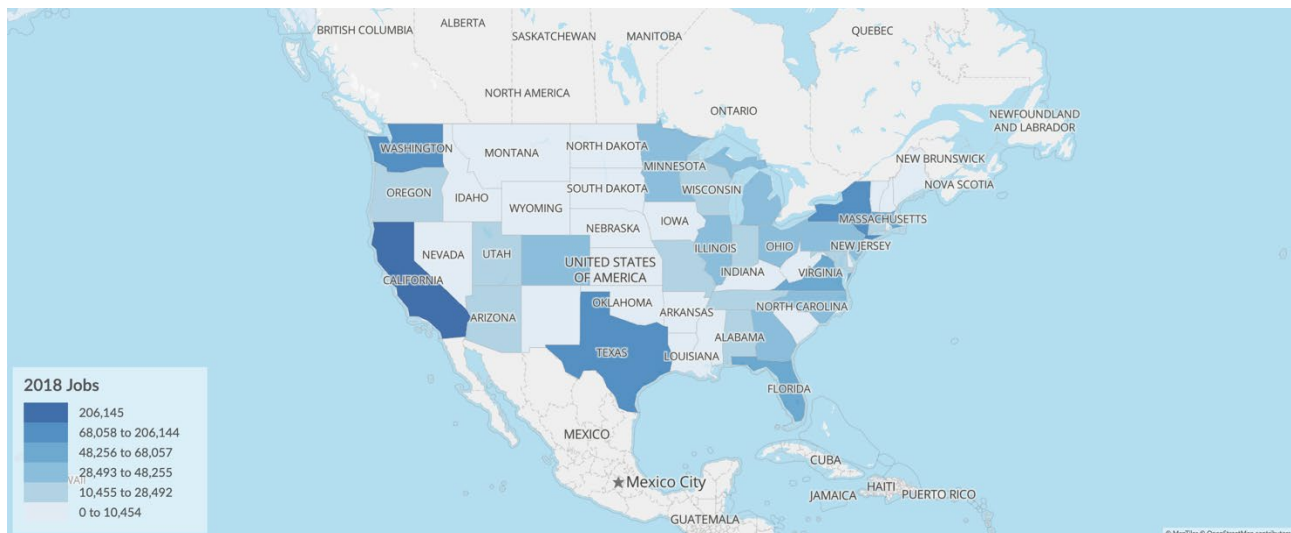 ALBERTA
BRITISH COLUMBIA
SASKATCHEWAN
MANITOBA
QUEBEC
NORTH AMERICA
ONTARIO
NEWFOUNDLAND
AND LABRADOR
WASHINGTON
MONTANA
NORTH DAKOTA
MINNESOTA
NEW BRUNSWICK
NOVA SCOTIA
OREGON
IDAHO
SOUTH DAKOTA
WISCONSIN
WYOMING
MASSACHUSETTS
IOWA
NEBRASKA
NEVADA
UTAH
ILLINOIS
OHIO
NEW JERSEY
UNITED STATES
OF AMERICA
INDIANA
VIRGINIA
CALIFORNIA
OKLAHOMA
NORTH CAROLINA
ARIZONA
ARKANSAS
ALABAMA
TEXAS
LOUISIANA
FLORIDA
MEXICO
CUBA
Mexico City
HAITI
JAMAICA
PUERTO RICO
GUATEMALA
2018 Jobs
206,145
68,058 to 206,144
48,256 to 68,057
28,493 to 48,255
10,455 to 28,492
0 to 10,454
© MapTiler © OpenStreetMap contributors